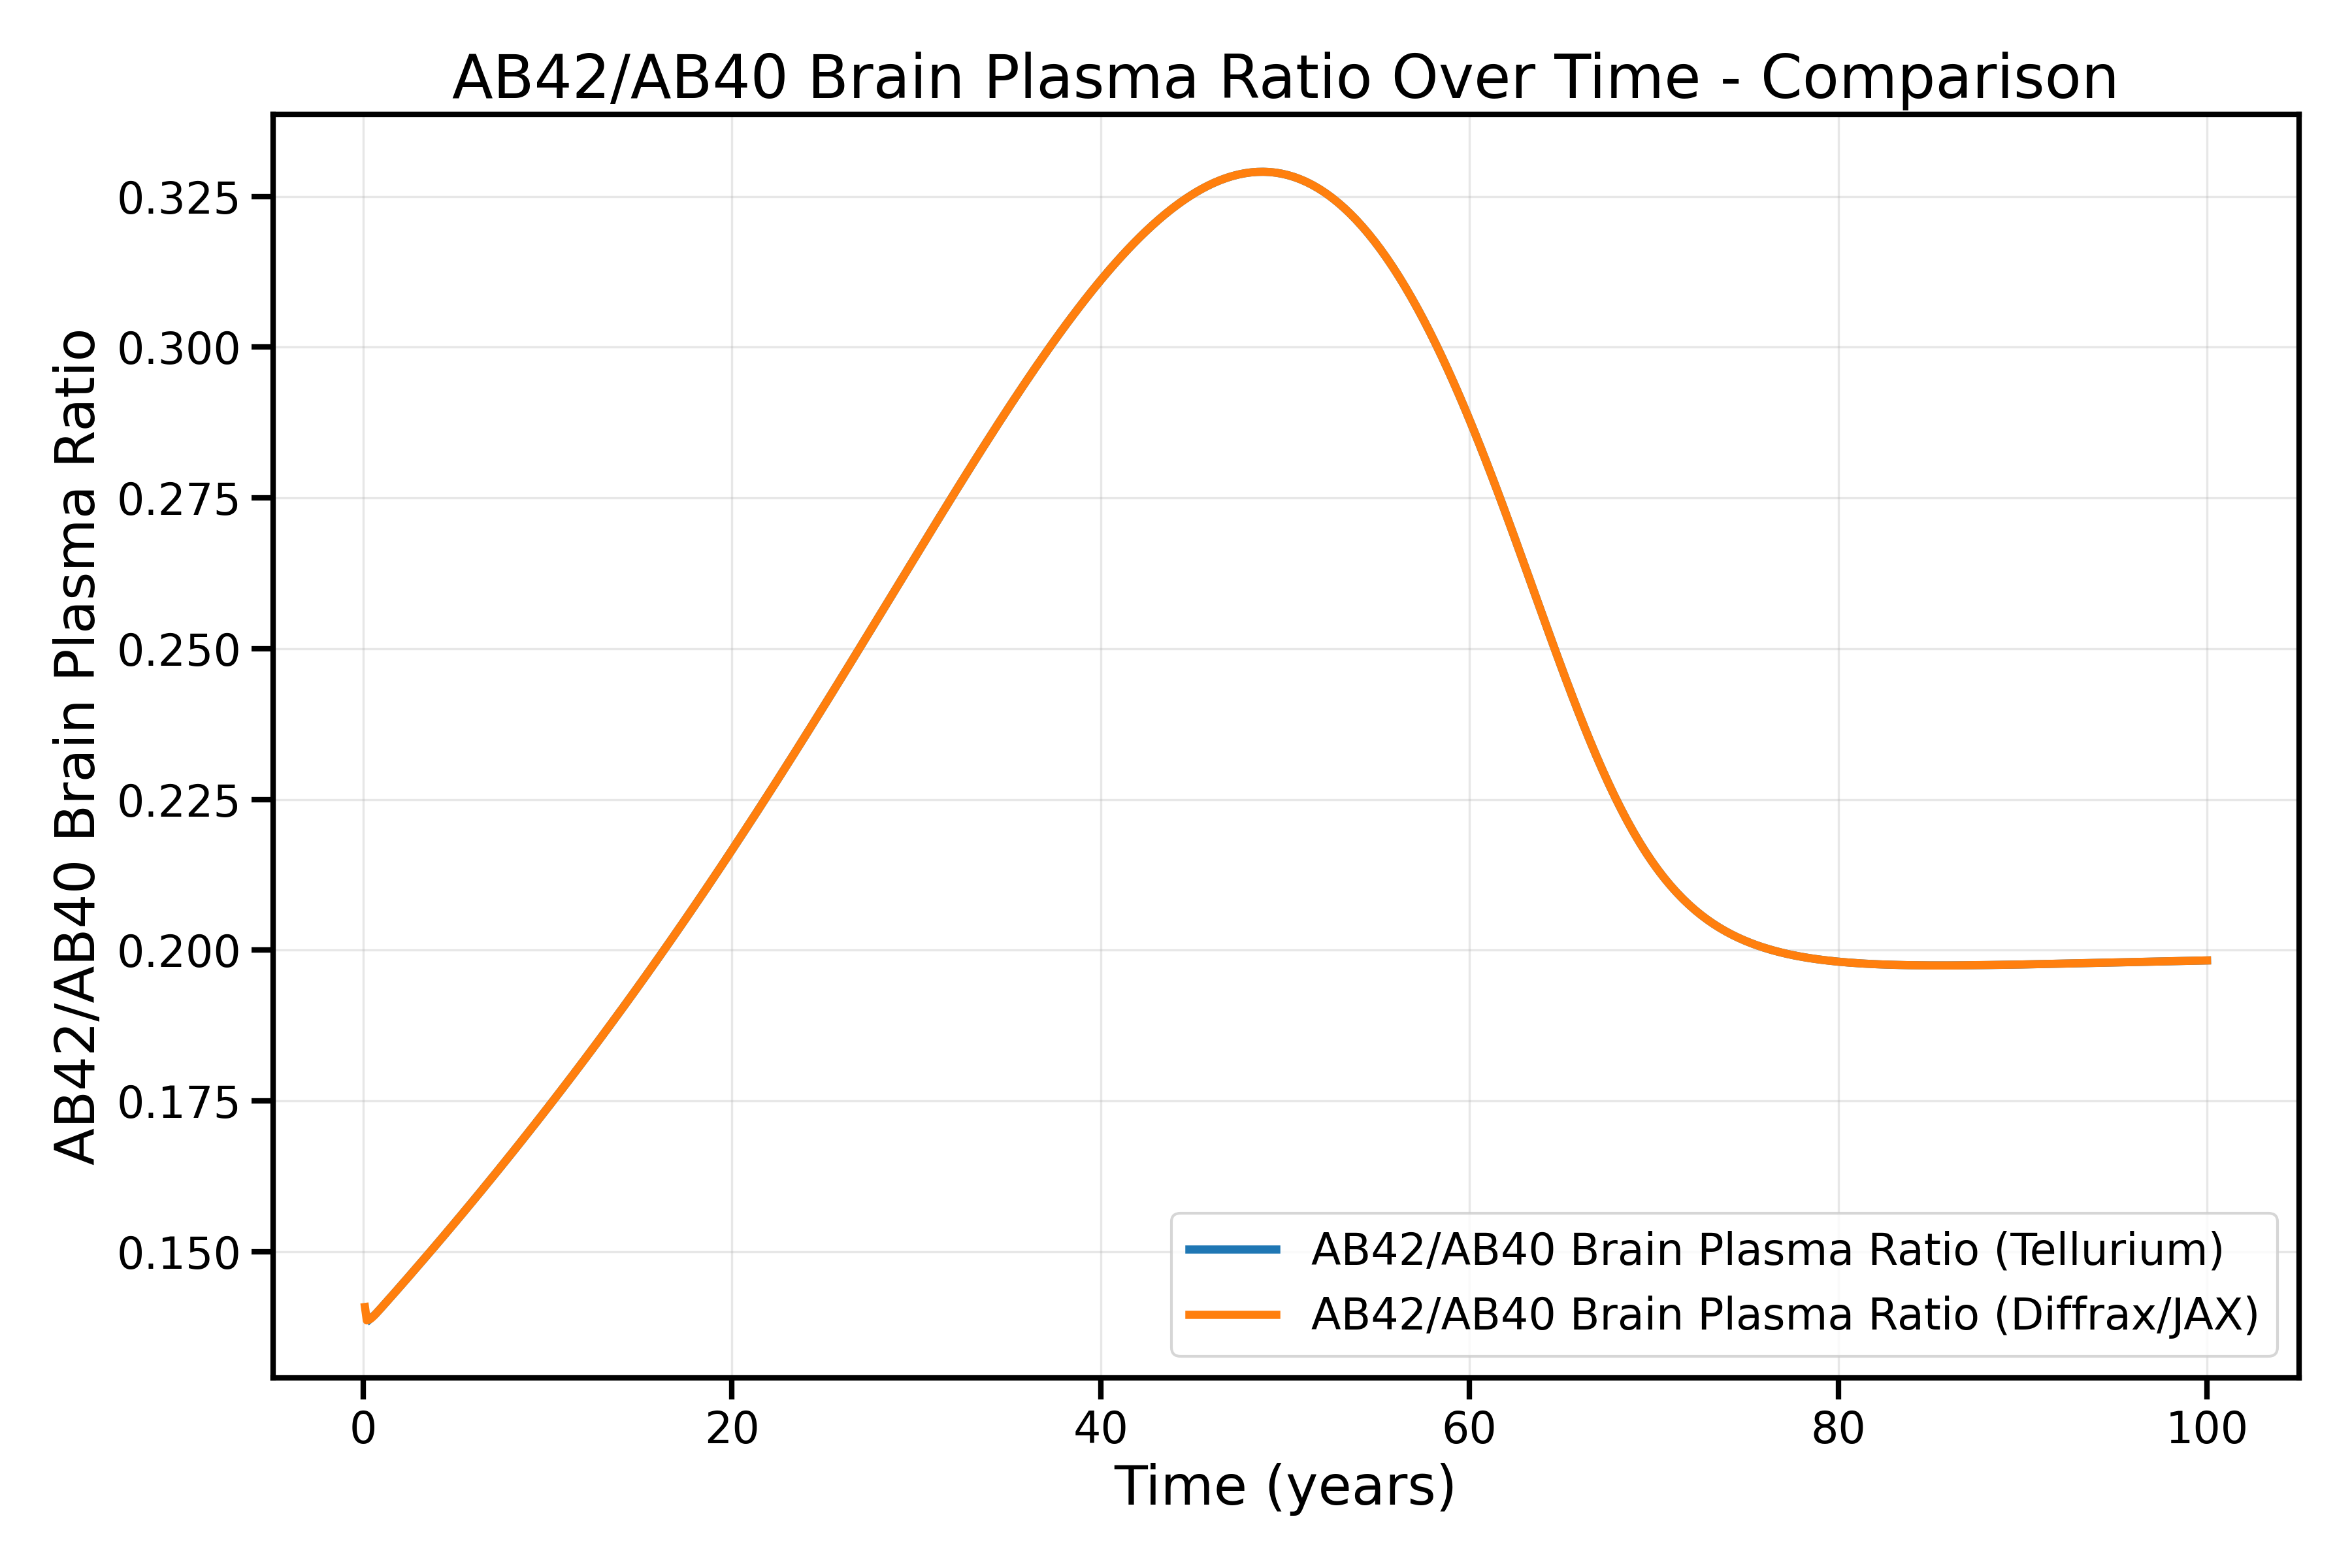 AB42/AB40 Brain Plasma Ratio Over Time - Comparison
AB42/AB40 Brain Plasma Ratio
0.325
0.300
0.275
0.250
0.225
0.200
0.175
0.150
AB42/AB40 Brain Plasma Ratio (Tellurium)
AB42/AB40 Brain Plasma Ratio (Diffrax/JAX)
0 20 40 60 80 100
Time (years)